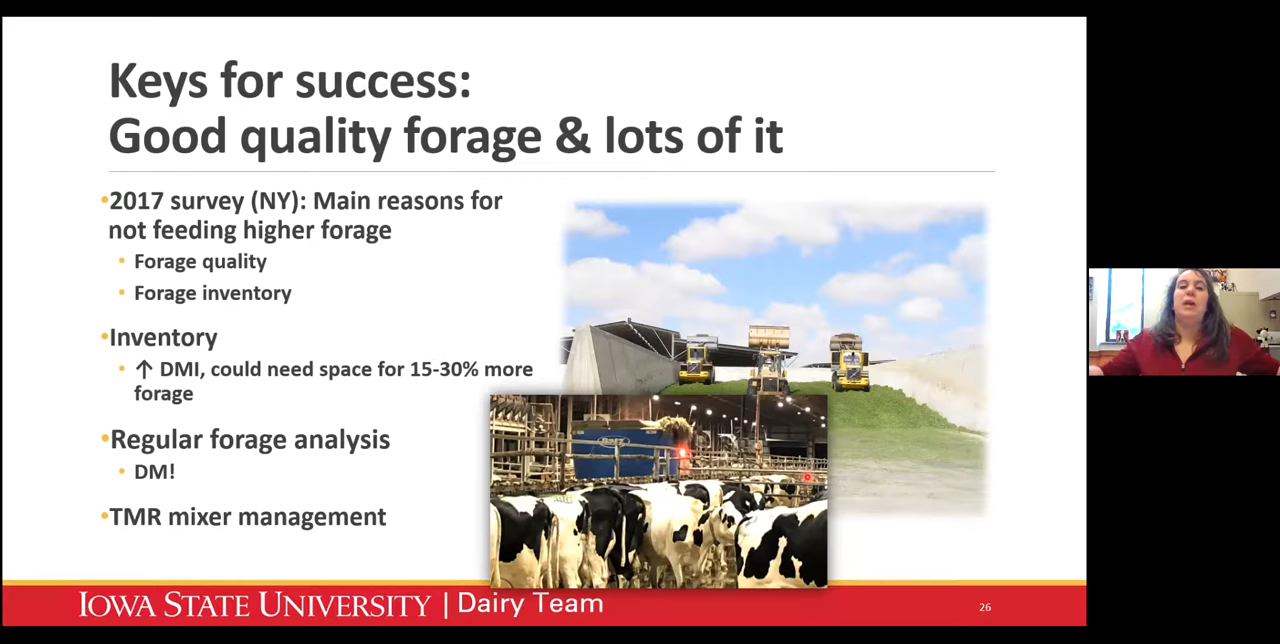 Keys for success:
Good quality forage & lots of it
•2017 survey (NY): Main reasons for
not feeding higher forage
• Forage quality
• Forage inventory
•Inventory
• ↑ DMI, could need space for 15-30% more
forage
•Regular forage analysis
• DM!
•TMR mixer management
IOWA STATE UNIVERSITY | Dairy Team
26